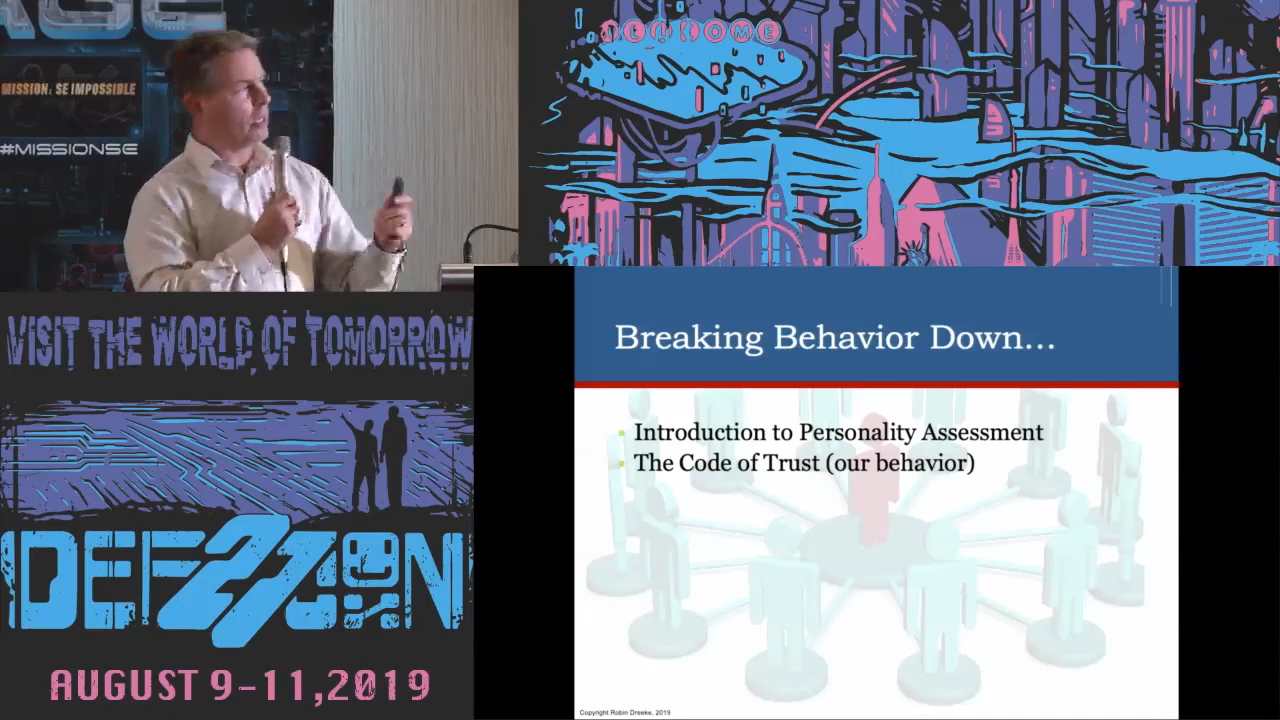 MISSION: SE IMPOSSIBLE
#MISSIONSE
WELCOME
VISIT THE WORLD OF TOMORROW
DEF 27 CON
AUGUST 9-11,2019
Breaking Behavior Down...
Introduction to Personality Assessment
The Code of Trust (our behavior)
Copyright Robin Dreeke, 2019